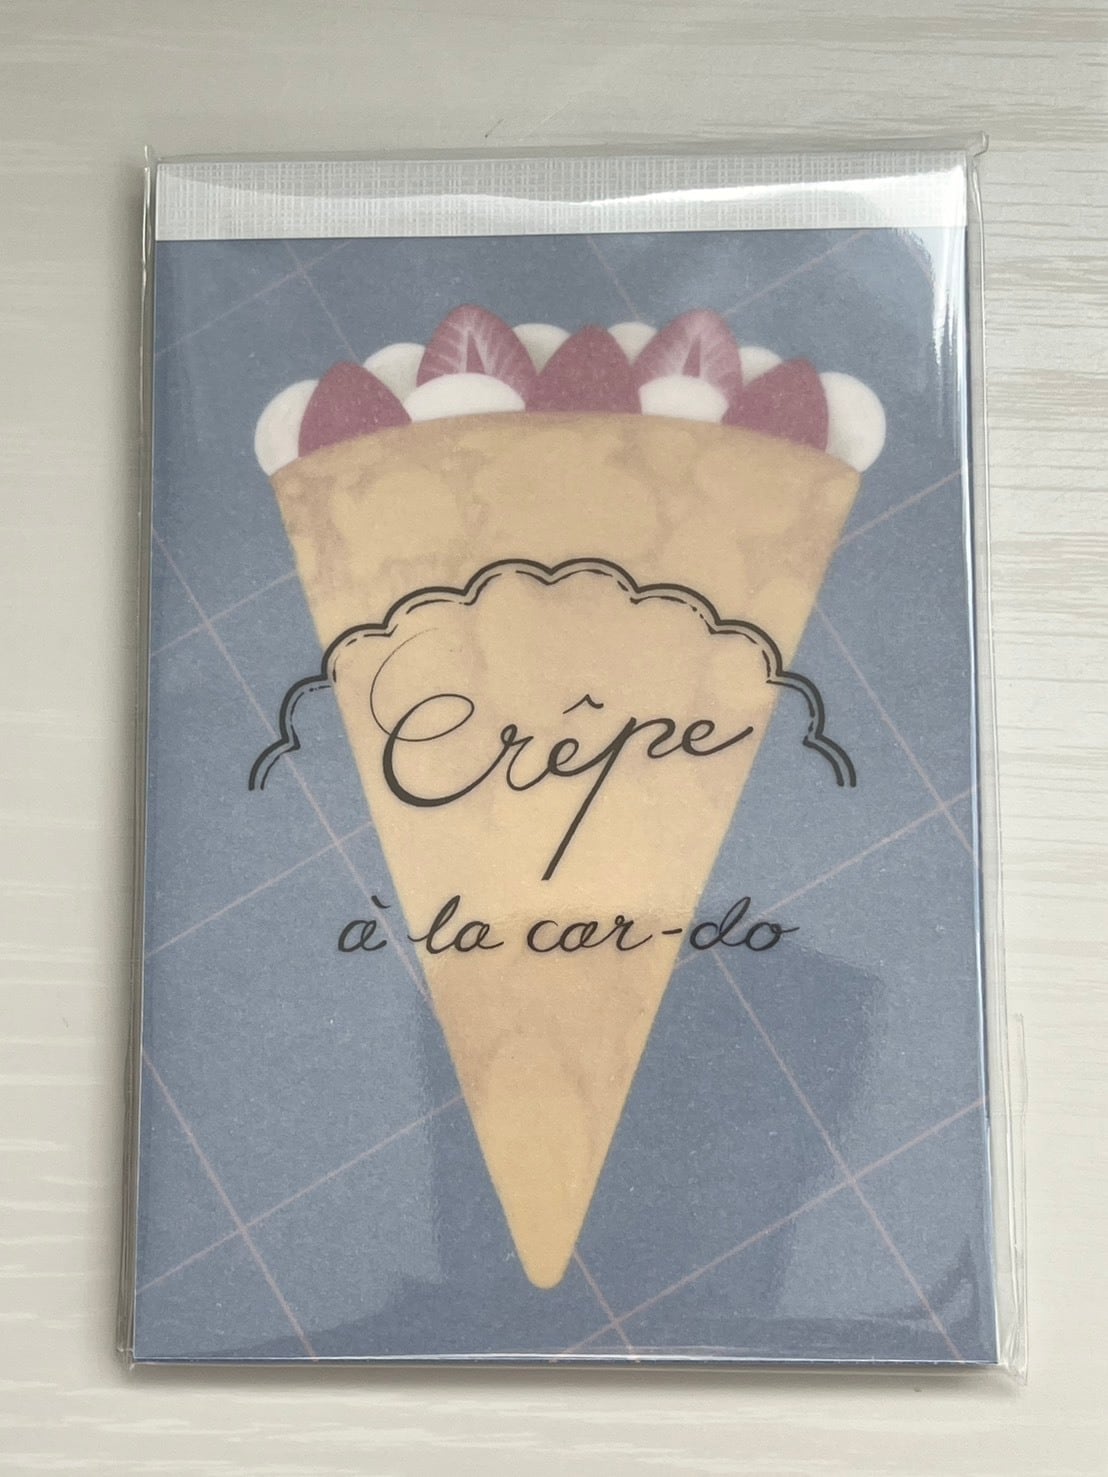 Crêpe
à la car-do